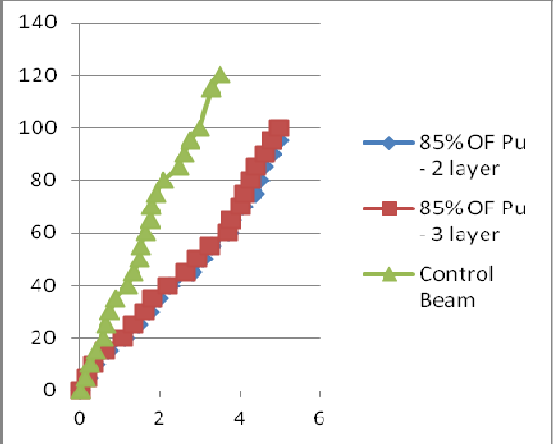 140
120
100
80
60
40
20
0
0 2 4 6
85% OF Pu
- 2 layer
85% OF Pu
- 3 layer
Control
Beam